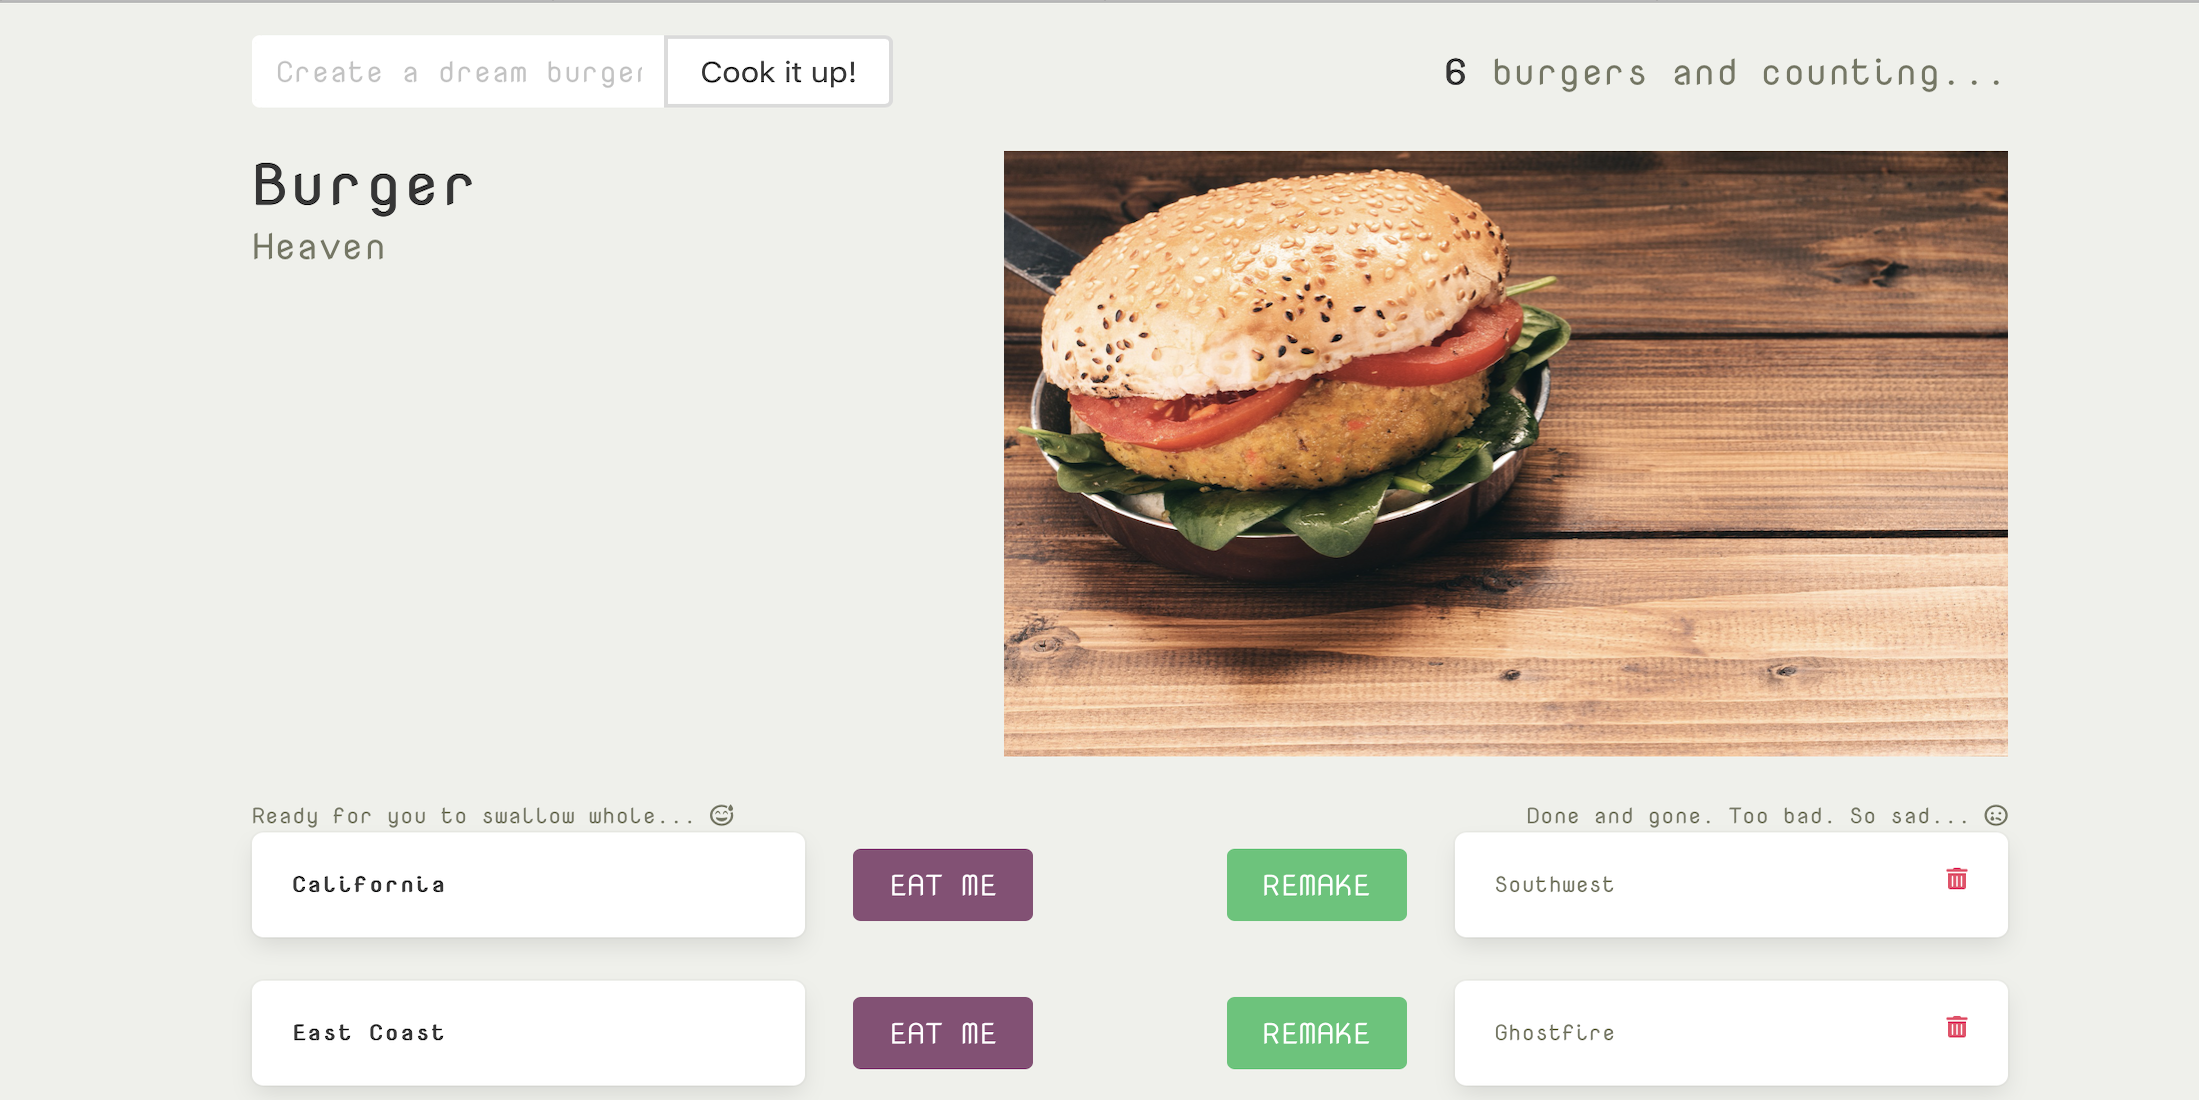 Create a dream burger
Cook it up!
6 burgers and counting...
Burger
Heaven
Ready for you to swallow whole...
Done and gone. Too bad. So sad...
California
EAT ME
REMAKE
Southwest
East Coast
EAT ME
REMAKE
Ghostfire